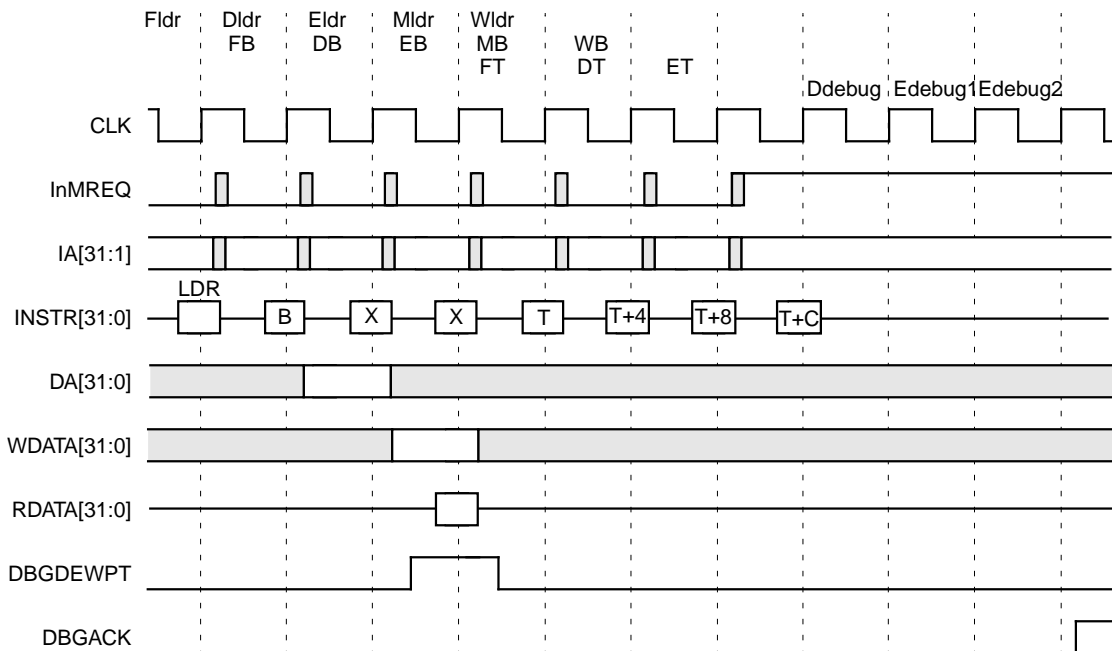 Fldr Dldr Eldr Mldr Wldr
FB DB EB MB WB
FT DT ET
Ddebug Edebug1 Edebug2
CLK
InMREQ
IA[31:1]
LDR
INSTR[31:0] B X X T T+4 T+8 T+C
DA[31:0]
WDATA[31:0]
RDATA[31:0]
DBGDEWPT
DBGACK